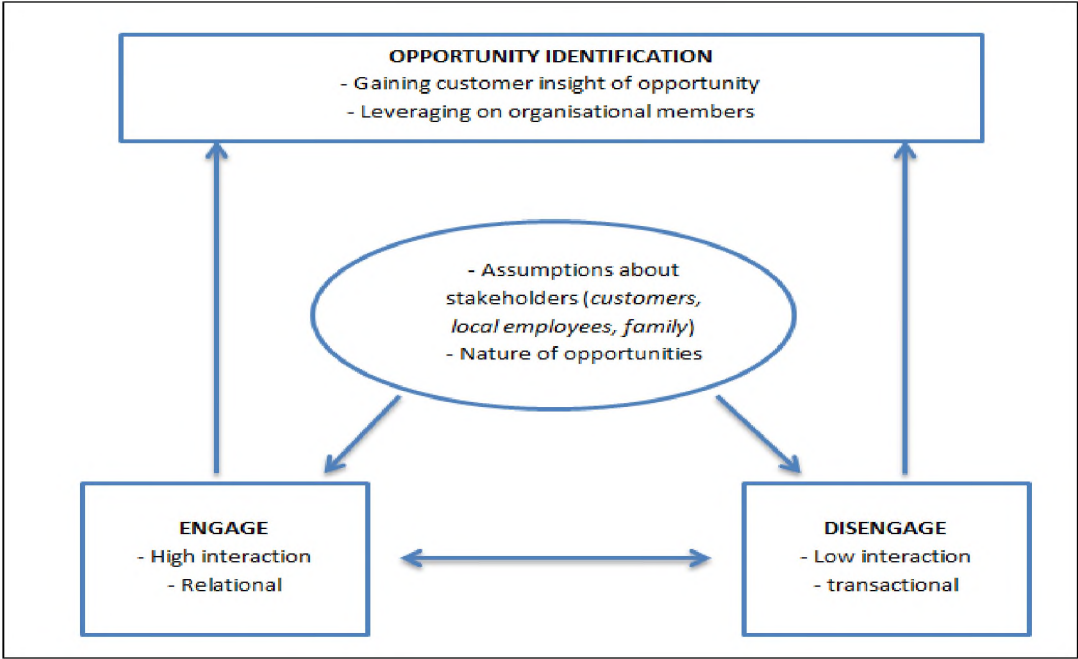 OPPORTUNITY IDENTIFICATION
- Gaining customer insight of opportunity
- Leveraging on organisational members
- Assumptions about
stakeholders (customers,
local employees, family)
- Nature of opportunities
ENGAGE
- High interaction
- Relational
DISENGAGE
- Low interaction
- transactional